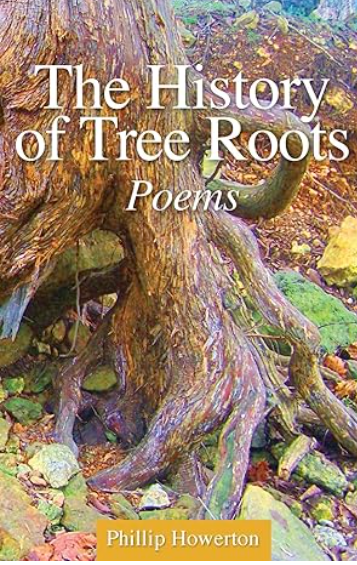 The History
of Tree Roots
Poems
Phillip Howerton